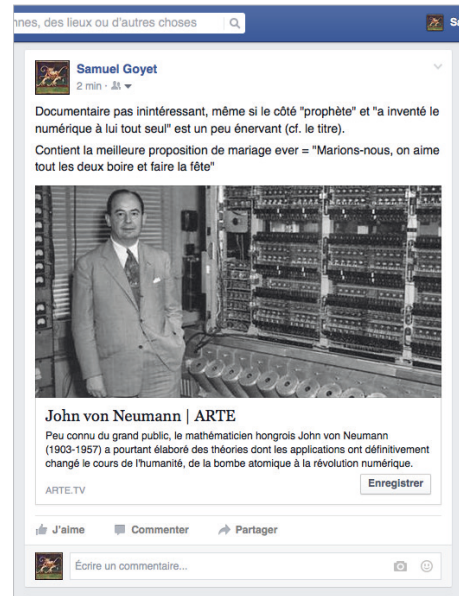 nnes, des lieux ou d'autres choses
Sa
Samuel Goyet
2 min ·
Documentaire pas inintéressant, même si le côté "prophète" et "a inventé le
numérique à lui tout seul" est un peu énervant (cf. le titre).
Contient la meilleure proposition de mariage ever = "Marions-nous, on aime
tout les deux boire et faire la fête"
John von Neumann | ARTE
Peu connu du grand public, le mathématicien hongrois John von Neumann
(1903-1957) a pourtant élaboré des théories dont les applications ont définitivement
changé le cours de l'humanité, de la bombe atomique à la révolution numérique.
ARTE.TV
Enregistrer
J'aime Commenter Partager
Écrire un commentaire...